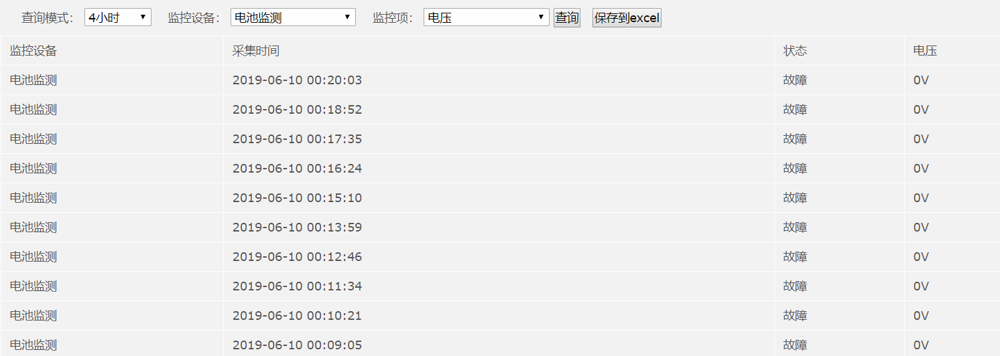 查询模式： 4小时 监控设备： 电池监测 监控项： 电压 查询 保存到excel
监控设备 采集时间 状态 电压
电池监测 2019-06-10 00:20:03 故障 0V
电池监测 2019-06-10 00:18:52 故障 0V
电池监测 2019-06-10 00:17:35 故障 0V
电池监测 2019-06-10 00:16:24 故障 0V
电池监测 2019-06-10 00:15:10 故障 0V
电池监测 2019-06-10 00:13:59 故障 0V
电池监测 2019-06-10 00:12:46 故障 0V
电池监测 2019-06-10 00:11:34 故障 0V
电池监测 2019-06-10 00:10:21 故障 0V
电池监测 2019-06-10 00:09:05 故障 0V